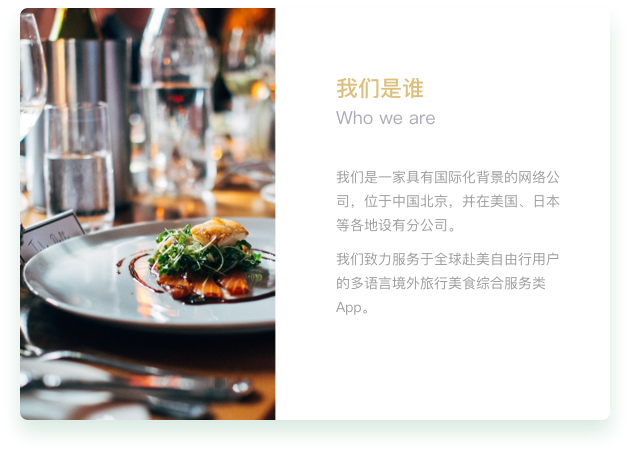 我们是谁
Who we are
我们是一家具有国际化背景的网络公
司，位于中国北京，并在美国、日本
等各地设有分公司。
我们致力服务于全球赴美自由行用户
的多语言境外旅行美食综合服务类
App。